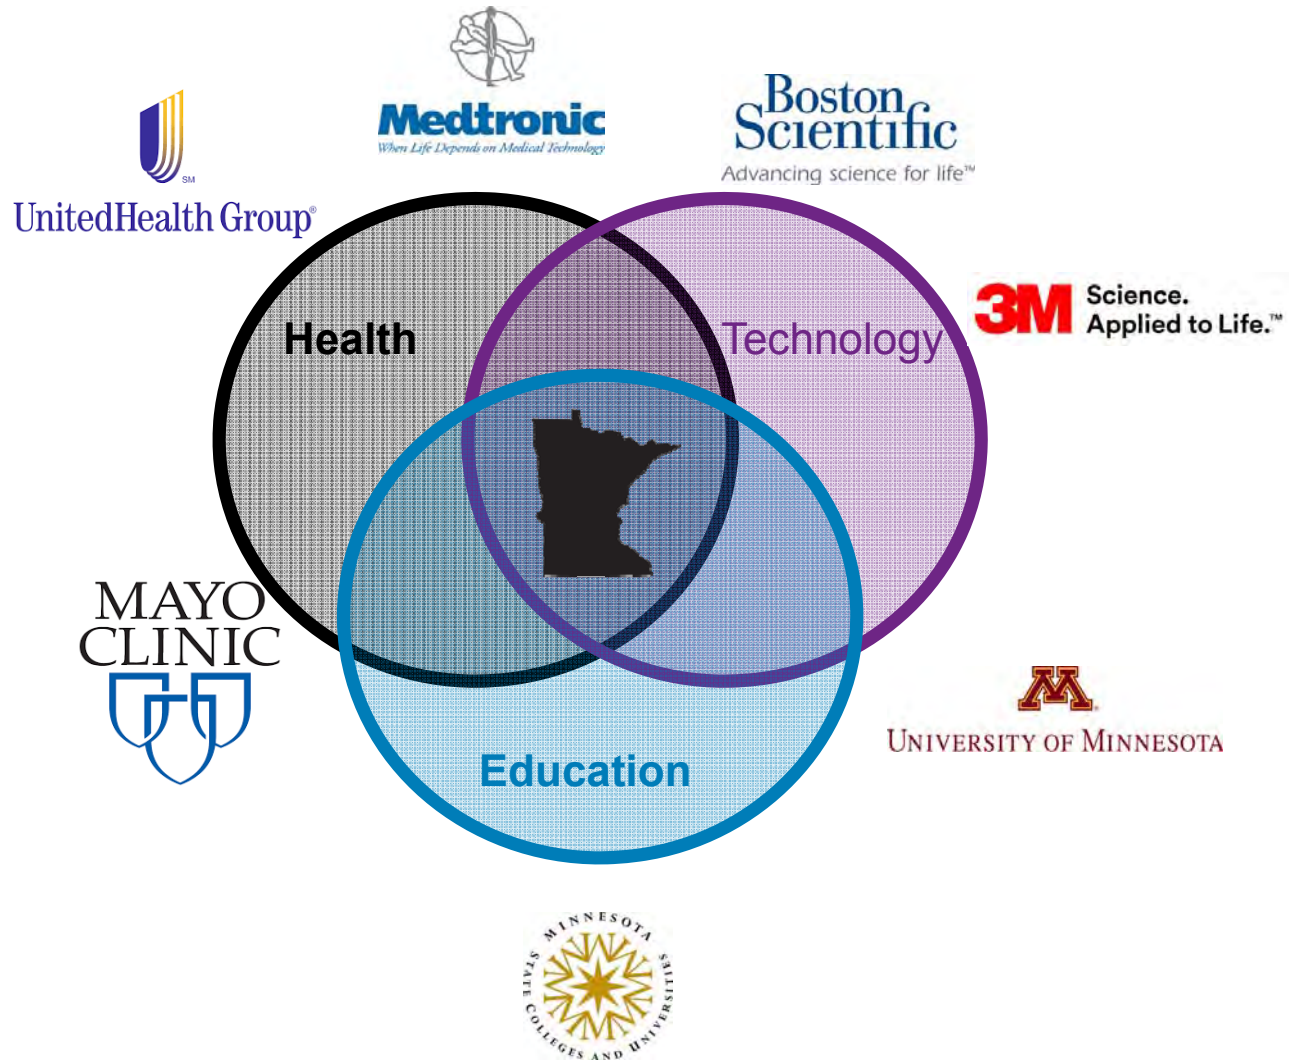 Medtronic
When Life Depends on Medical Technology
Boston
Scientific
Advancing science for life™
SM
UnitedHealth Group®
3M Science.
Applied to Life.™
Health
Technology
MAYO
CLINIC
M
UNIVERSITY OF MINNESOTA
Education
MINNESOTA
STATE COLLEGES AND UNIVERSITIES